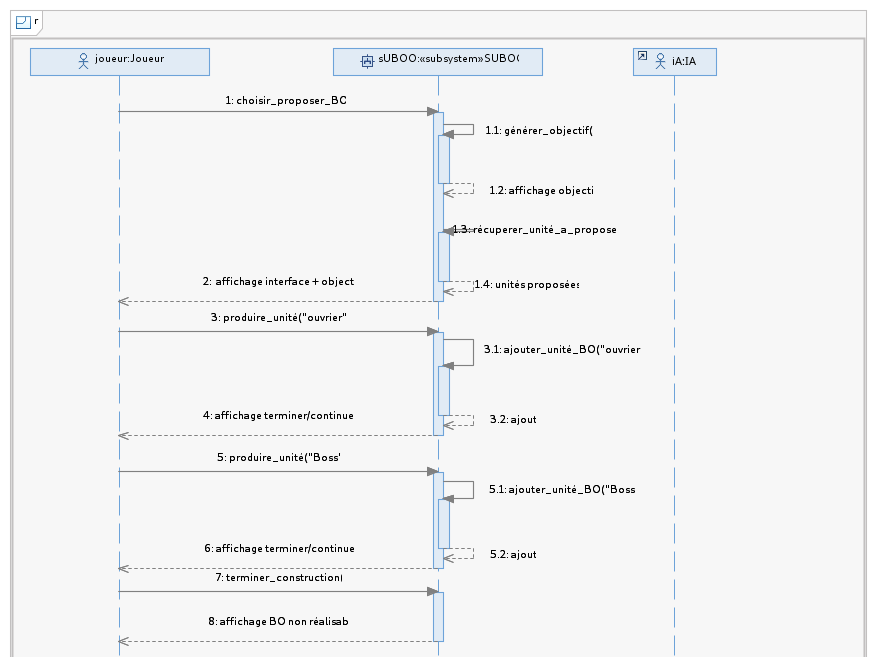 r
joueur:Joueur
sUBOO:«subsystem»SUBO
iA:IA
1: choisir_proposer_BO
1.1: générer_objectif(
1.2: affichage objecti
1.3: récuperer_unité_a_propose
2: affichage interface + object
1.4: unités proposées
3: produire_unité("ouvrier"
3.1: ajouter_unité_BO("ouvrier
4: affichage terminer/continue
3.2: ajout
5: produire_unité("Boss'
5.1: ajouter_unité_BO("Boss
6: affichage terminer/continue
5.2: ajout
7: terminer_construction(
8: affichage BO non réalisab